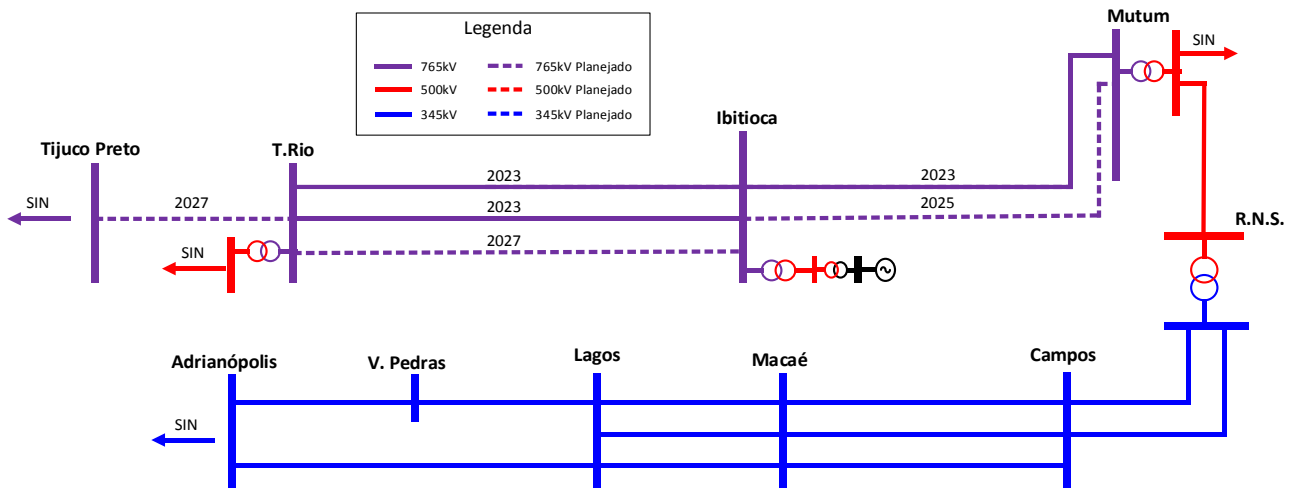 Mutum
Legenda
SIN
765kV
765kV Planejado
500kV
500kV Planejado
345kV
345kV Planejado
Ibitioca
Tijuco Preto
T.Rio
2023
2023
SIN
2027
2023
2025
R.N.S.
SIN
2027
~
Adrianópolis
V. Pedras
Lagos
Macaé
Campos
SIN